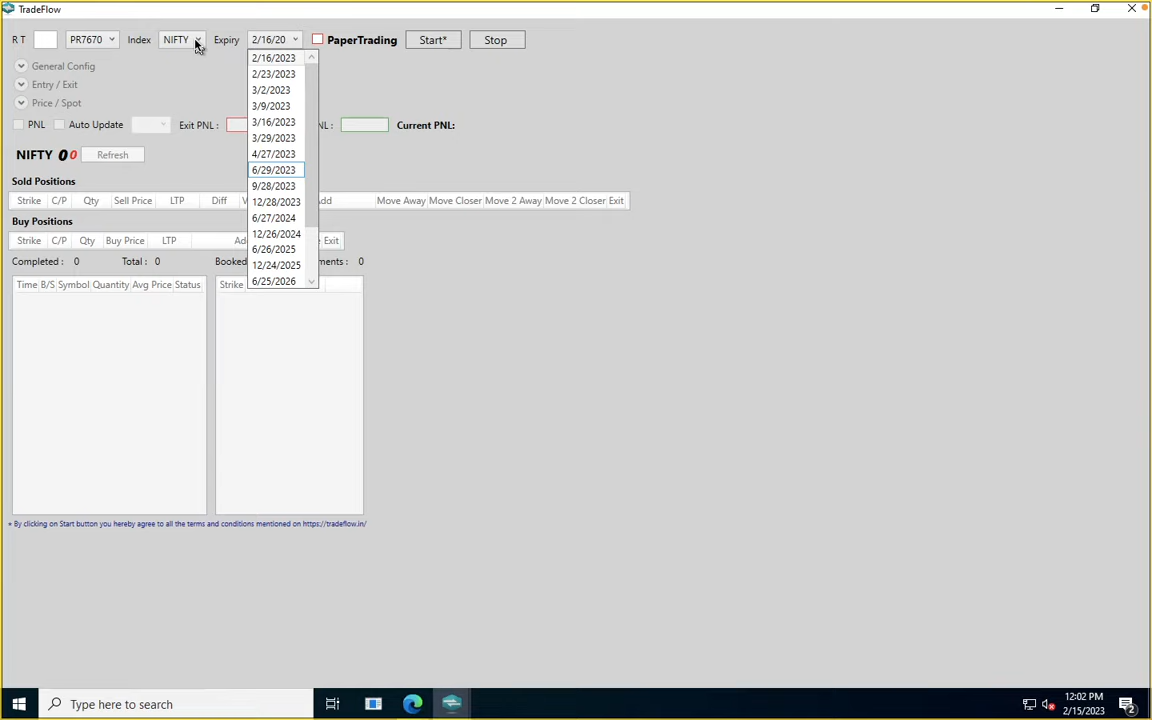 TradeFlow
R T PR7670 Index NIFTY Expiry 2/16/20 PaperTrading Start* Stop
2/16/2023
General Config
2/23/2023
Entry / Exit
3/2/2023
Price / Spot
3/9/2023
3/16/2023
PNL Auto Update Exit PNL : NL : Current PNL:
3/29/2023
NIFTY 0 0 Refresh
4/27/2023
6/29/2023
Sold Positions
9/28/2023
Strike C/P Qty Sell Price LTP Diff V 12/28/2023 Add Move Away Move Closer Move 2 Away Move 2 Closer Exit
6/27/2024
Buy Positions
12/26/2024
Strike C/P Qty Buy Price LTP Ad Exit
6/26/2025
Completed : 0 Total : 0 Booked 12/24/2025 ments : 0
6/25/2026
Time B/S Symbol Quantity Avg Price Status Strike
* By clicking on Start button you hereby agree to all the terms and conditions mentioned on https://tradeflow.in/
Type here to search
12:02 PM
2/15/2023
2